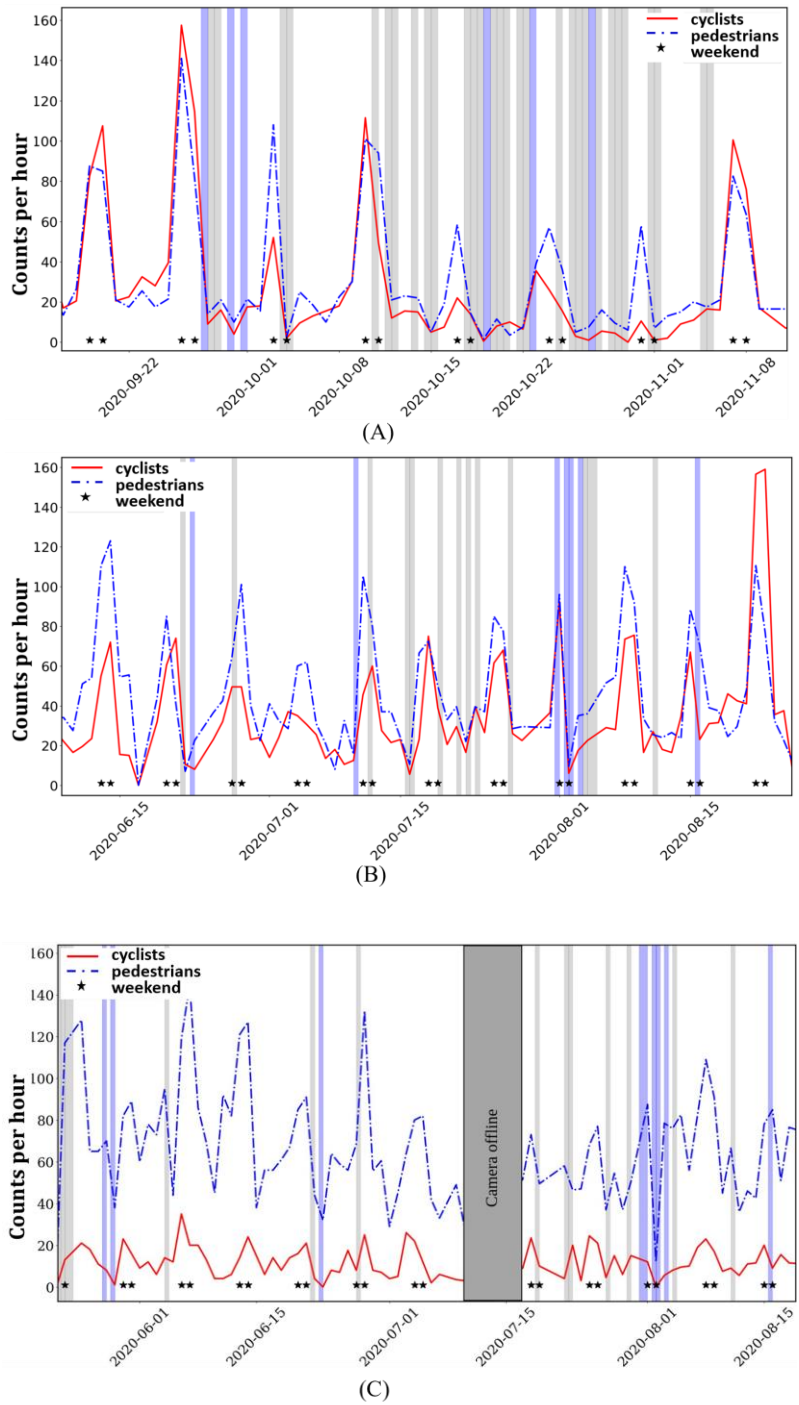 160
140
120
100
80
60
40
20
0
Counts per hour
cyclists
pedestrians
weekend
2020-09-22
2020-10-01
2020-10-08
2020-10-15
2020-10-22
2020-11-01
2020-11-08
(A)
160
140
120
100
80
60
40
20
0
Counts per hour
cyclists
pedestrians
weekend
2020-06-15
2020-07-01
2020-07-15
2020-08-01
2020-08-15
(B)
160
140
120
100
80
60
40
20
0
Counts per hour
cyclists
pedestrians
weekend
Camera offline
2020-06-01
2020-06-15
2020-07-01
2020-07-15
2020-08-01
2020-08-15
(C)